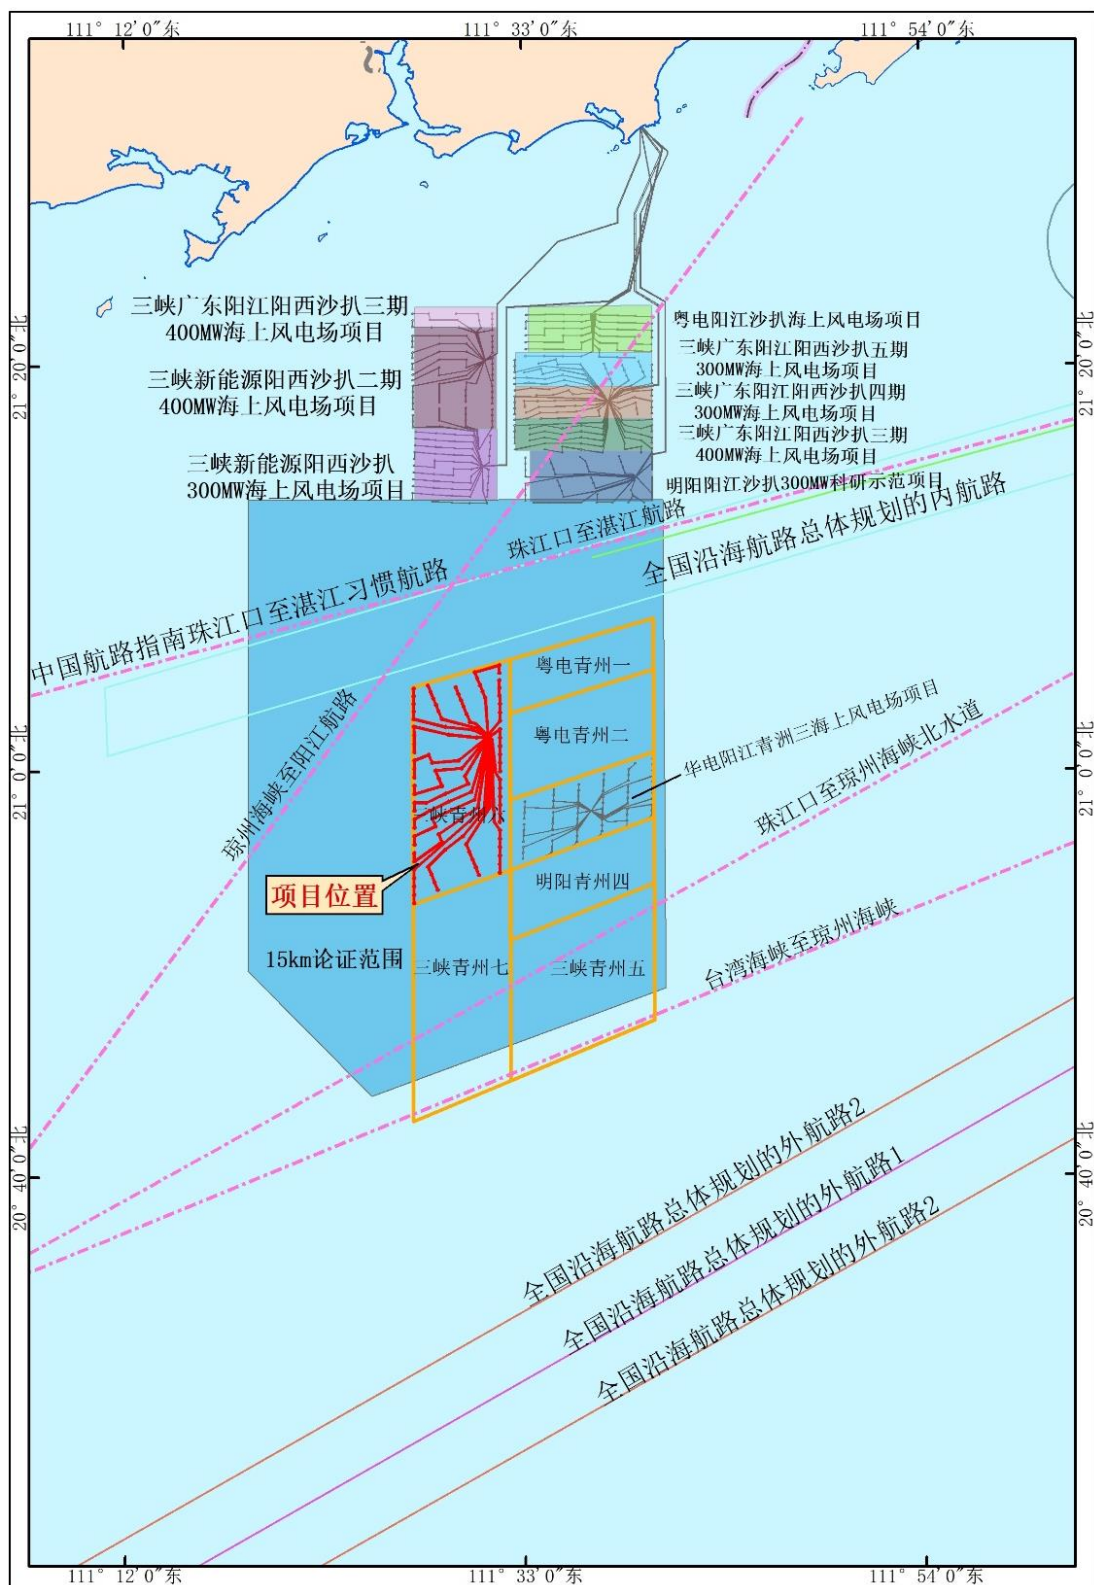 111° 12′0″东
111° 33′0″东
111° 54′0″东
21° 20′0″北
21° 20′0″北
三峡广东阳江阳西沙扒三期
400MW海上风电场项目
三峡新能源阳西沙扒二期
400MW海上风电场项目
三峡新能源阳西沙扒
300MW海上风电场项目
粤电阳江沙扒海上风电场项目
三峡广东阳江阳西沙扒五期
300MW海上风电场项目
三峡广东阳江阳西沙扒四期
300MW海上风电场项目
三峡广东阳江阳西沙扒三期
400MW海上风电场项目
明阳阳江沙扒300MW科研示范项目
珠江口至湛江航路
全国沿海航路总体规划的内航路
中国航路指南珠江口至湛江习惯航路
琼州海峡至阳江航路
粤电青州一
粤电青州二
华电阳江青洲三海上风电场项目
珠江口至琼州海峡北水道
21° 0′0″北
21° 0′0″北
三峡青州六
项目位置
明阳青州四
15km论证范围
三峡青州七
三峡青州五
台湾海峡至琼州海峡
20° 40′0″北
20° 40′0″北
全国沿海航路总体规划的外航路2
全国沿海航路总体规划的外航路1
全国沿海航路总体规划的外航路2
111° 12′0″东
111° 33′0″东
111° 54′0″东